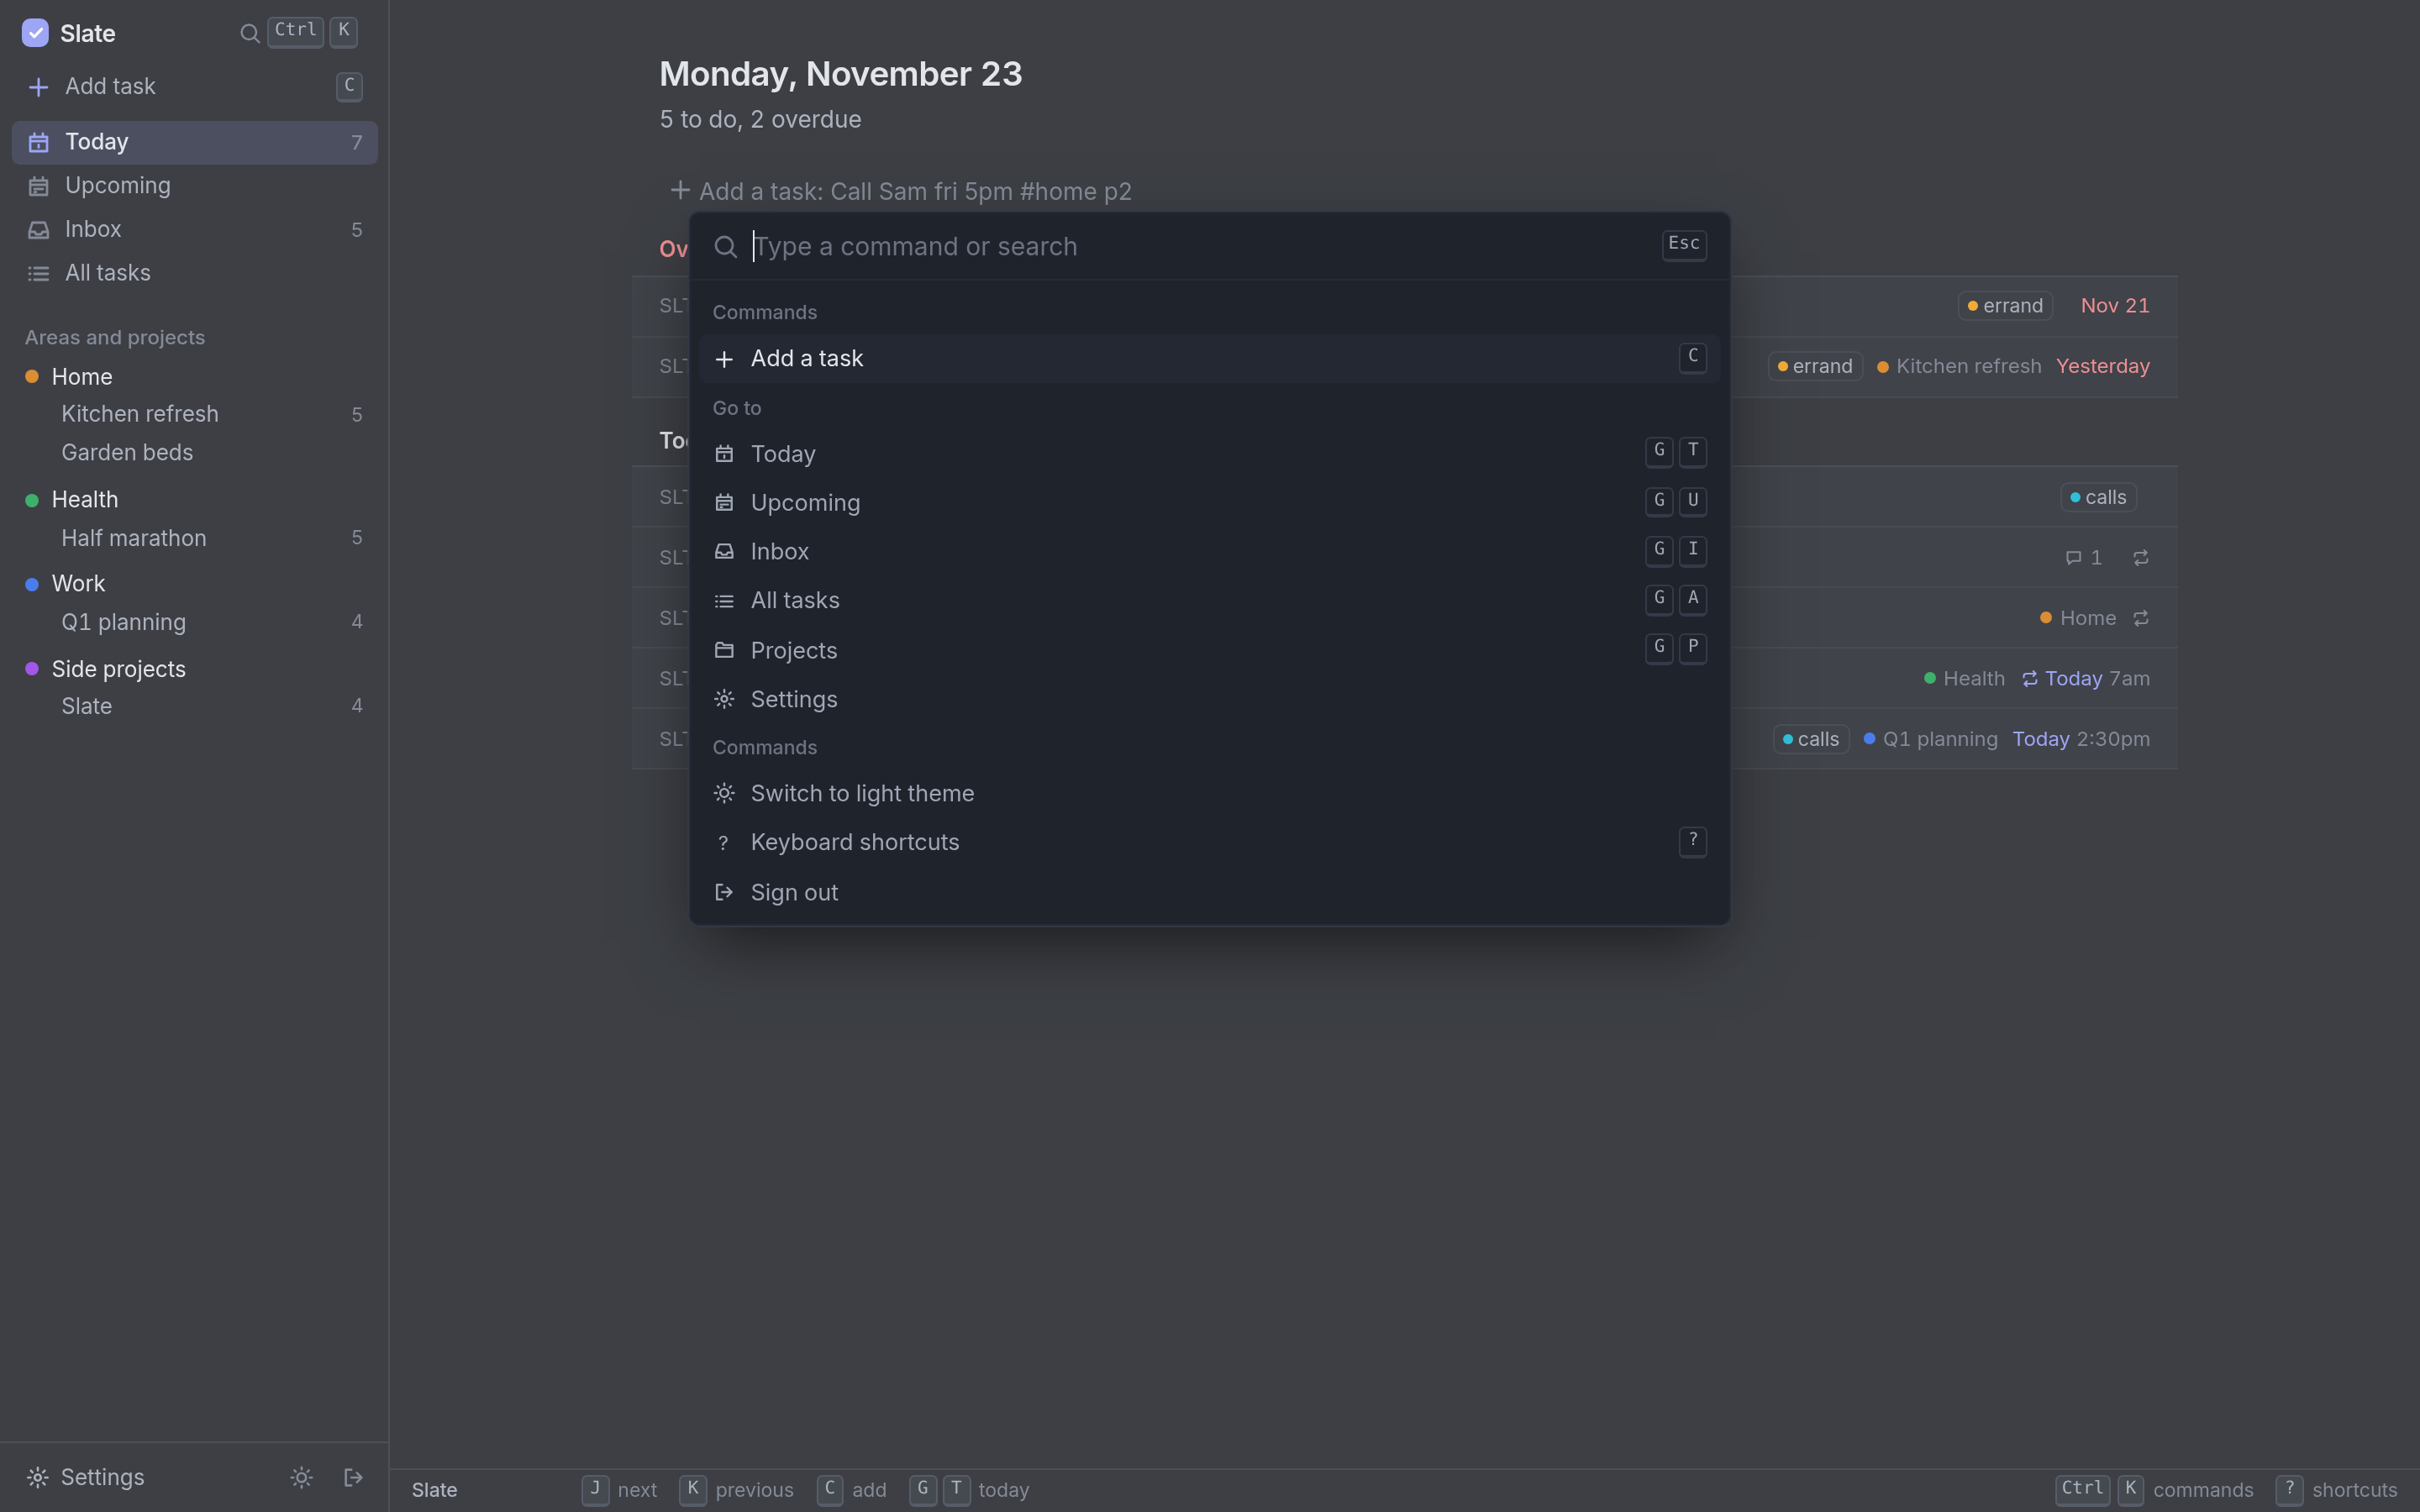 Slate Ctrl K
Add task C
Today 7
Upcoming
Inbox 5
All tasks
Areas and projects
Home
Kitchen refresh 5
Garden beds
Health
Half marathon 5
Work
Q1 planning 4
Side projects
Slate 4
Settings
Monday, November 23
5 to do, 2 overdue
Add a task: Call Sam fri 5pm #home p2
errand Nov 21
errand Kitchen refresh Yesterday
calls
1
Home
Health Today 7am
calls Q1 planning Today 2:30pm
Type a command or search Esc
Commands
Add a task C
Go to
Today G T
Upcoming G U
Inbox G I
All tasks G A
Projects G P
Settings
Commands
Switch to light theme
? Keyboard shortcuts ?
Sign out
Slate J next K previous C add G T today Ctrl K commands ? shortcuts